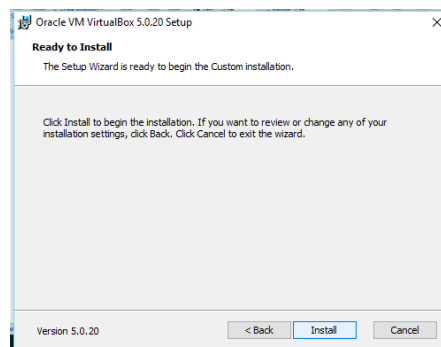 Oracle VM VirtualBox 5.0.20 Setup
Ready to Install
The Setup Wizard is ready to begin the Custom installation.
Click Install to begin the installation. If you want to review or change any of your
installation settings, click Back. Click Cancel to exit the wizard.
Version 5.0.20
< Back
Install
Cancel